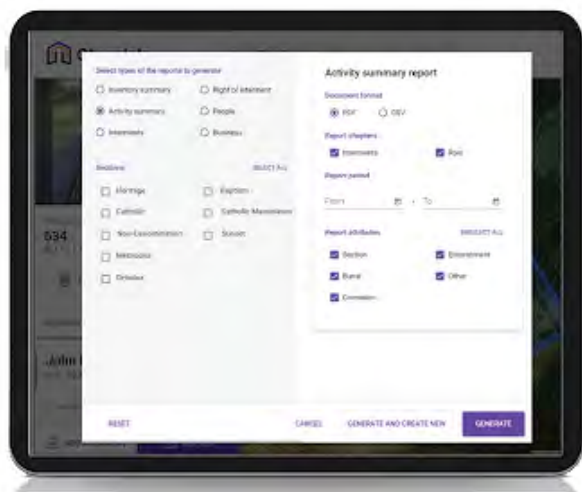 Select types of the reports to generate
Inventory summary
Right of interment
Activity summary
People
Interments
Business
Sections
SELECT ALL
Heritage
Baptism
Catholic
Catholic Mausoleum
Non-Denomination
Sunset
Methodist
Activity summary report
Document format
PDF
CSV
Report chapters
Interments
ROIs
Report period
From
-
To
Report attributes
DESELECT ALL
Section
Entombment
Burial
Other
Cremation
634
John
RESET
CANCEL
GENERATE AND CREATE NEW
GENERATE